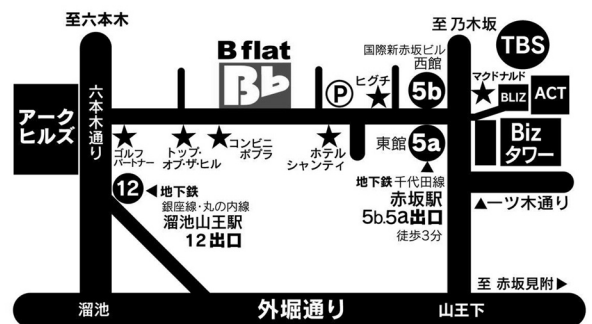 至六本木
至乃木坂
B flat
B♭
国際新赤坂ビル
西館
TBS
マクドナルド
BLIZ
ACT
ヒグチ
P
5b
アーク
ヒルズ
六本木通り
ゴルフ
パートナー
トップ・
オブ・ザ・ヒル
コンビニ
ポプラ
ホテル
シャンティ
東館
5a
Biz
タワー
12
◀地下鉄
銀座線・丸の内線
溜池山王駅
12出口
▲
地下鉄 千代田線
赤坂駅
5b.5a出口
徒歩3分
▲一ツ木通り
至 赤坂見附▶
溜池
外堀通り
山王下